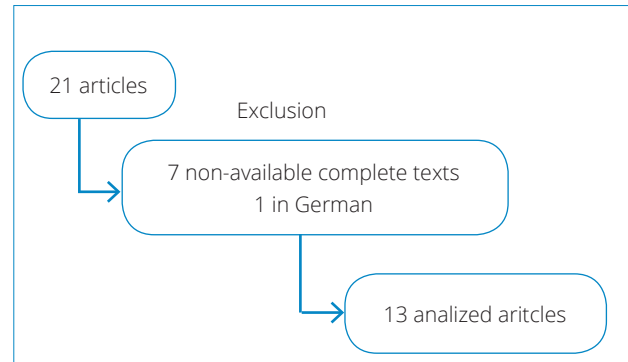 21 articles
Exclusion
7 non-available complete texts
1 in German
13 analized aritcles